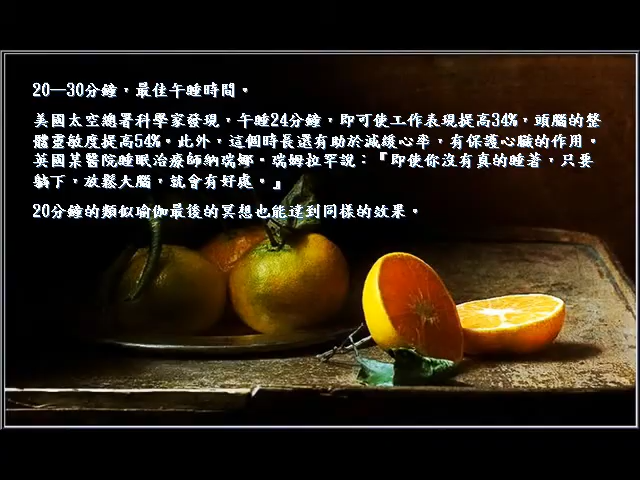 20—30分鐘，最佳午睡時間。
美國太空總署科學家發現，午睡24分鐘，即可使工作表現提高34%，頭腦的整
體靈敏度提高54%。此外，這個時長還有助於減緩心率，有保護心臟的作用。
英國某醫院睡眠治療師納瑞娜。瑞姆拉罕說：『即使你沒有真的睡著，只要
躺下，放鬆大腦，就會有好處。』
20分鐘的類似瑜伽最後的冥想也能達到同樣的效果。